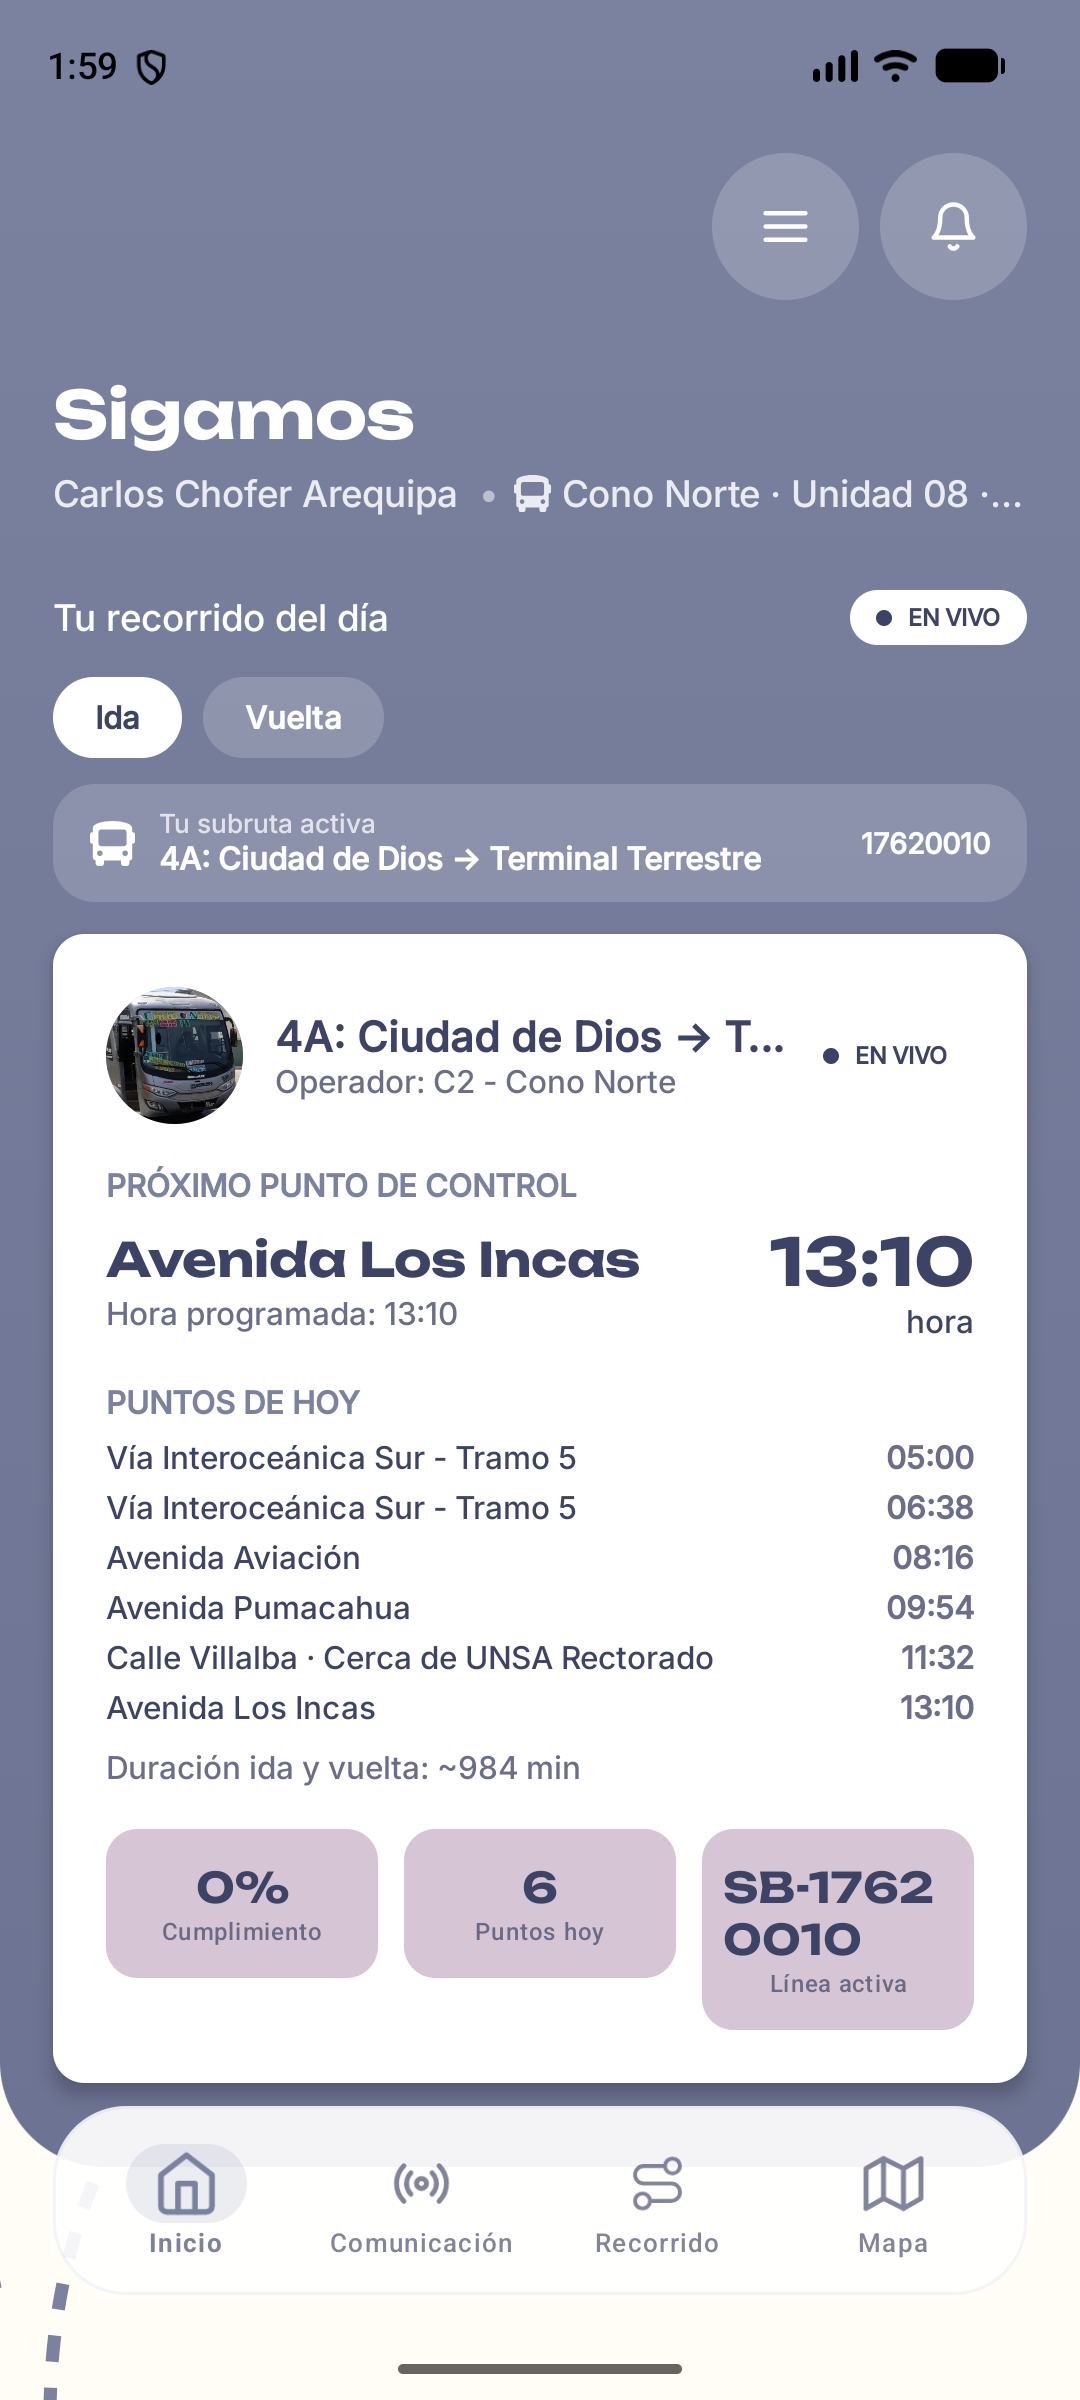 1:59
Sigamos
Carlos Chofer Arequipa • Cono Norte · Unidad 08 ·...
Tu recorrido del día
EN VIVO
Ida
Vuelta
Tu subruta activa
4A: Ciudad de Dios → Terminal Terrestre
17620010
4A: Ciudad de Dios → T...
EN VIVO
Operador: C2 - Cono Norte
PRÓXIMO PUNTO DE CONTROL
Avenida Los Incas
13:10
Hora programada: 13:10
hora
PUNTOS DE HOY
Vía Interoceánica Sur - Tramo 5 05:00
Vía Interoceánica Sur - Tramo 5 06:38
Avenida Aviación 08:16
Avenida Pumacahua 09:54
Calle Villalba · Cerca de UNSA Rectorado 11:32
Avenida Los Incas 13:10
Duración ida y vuelta: ~984 min
0%
Cumplimiento
6
Puntos hoy
SB-1762
0010
Línea activa
Inicio
Comunicación
Recorrido
Mapa